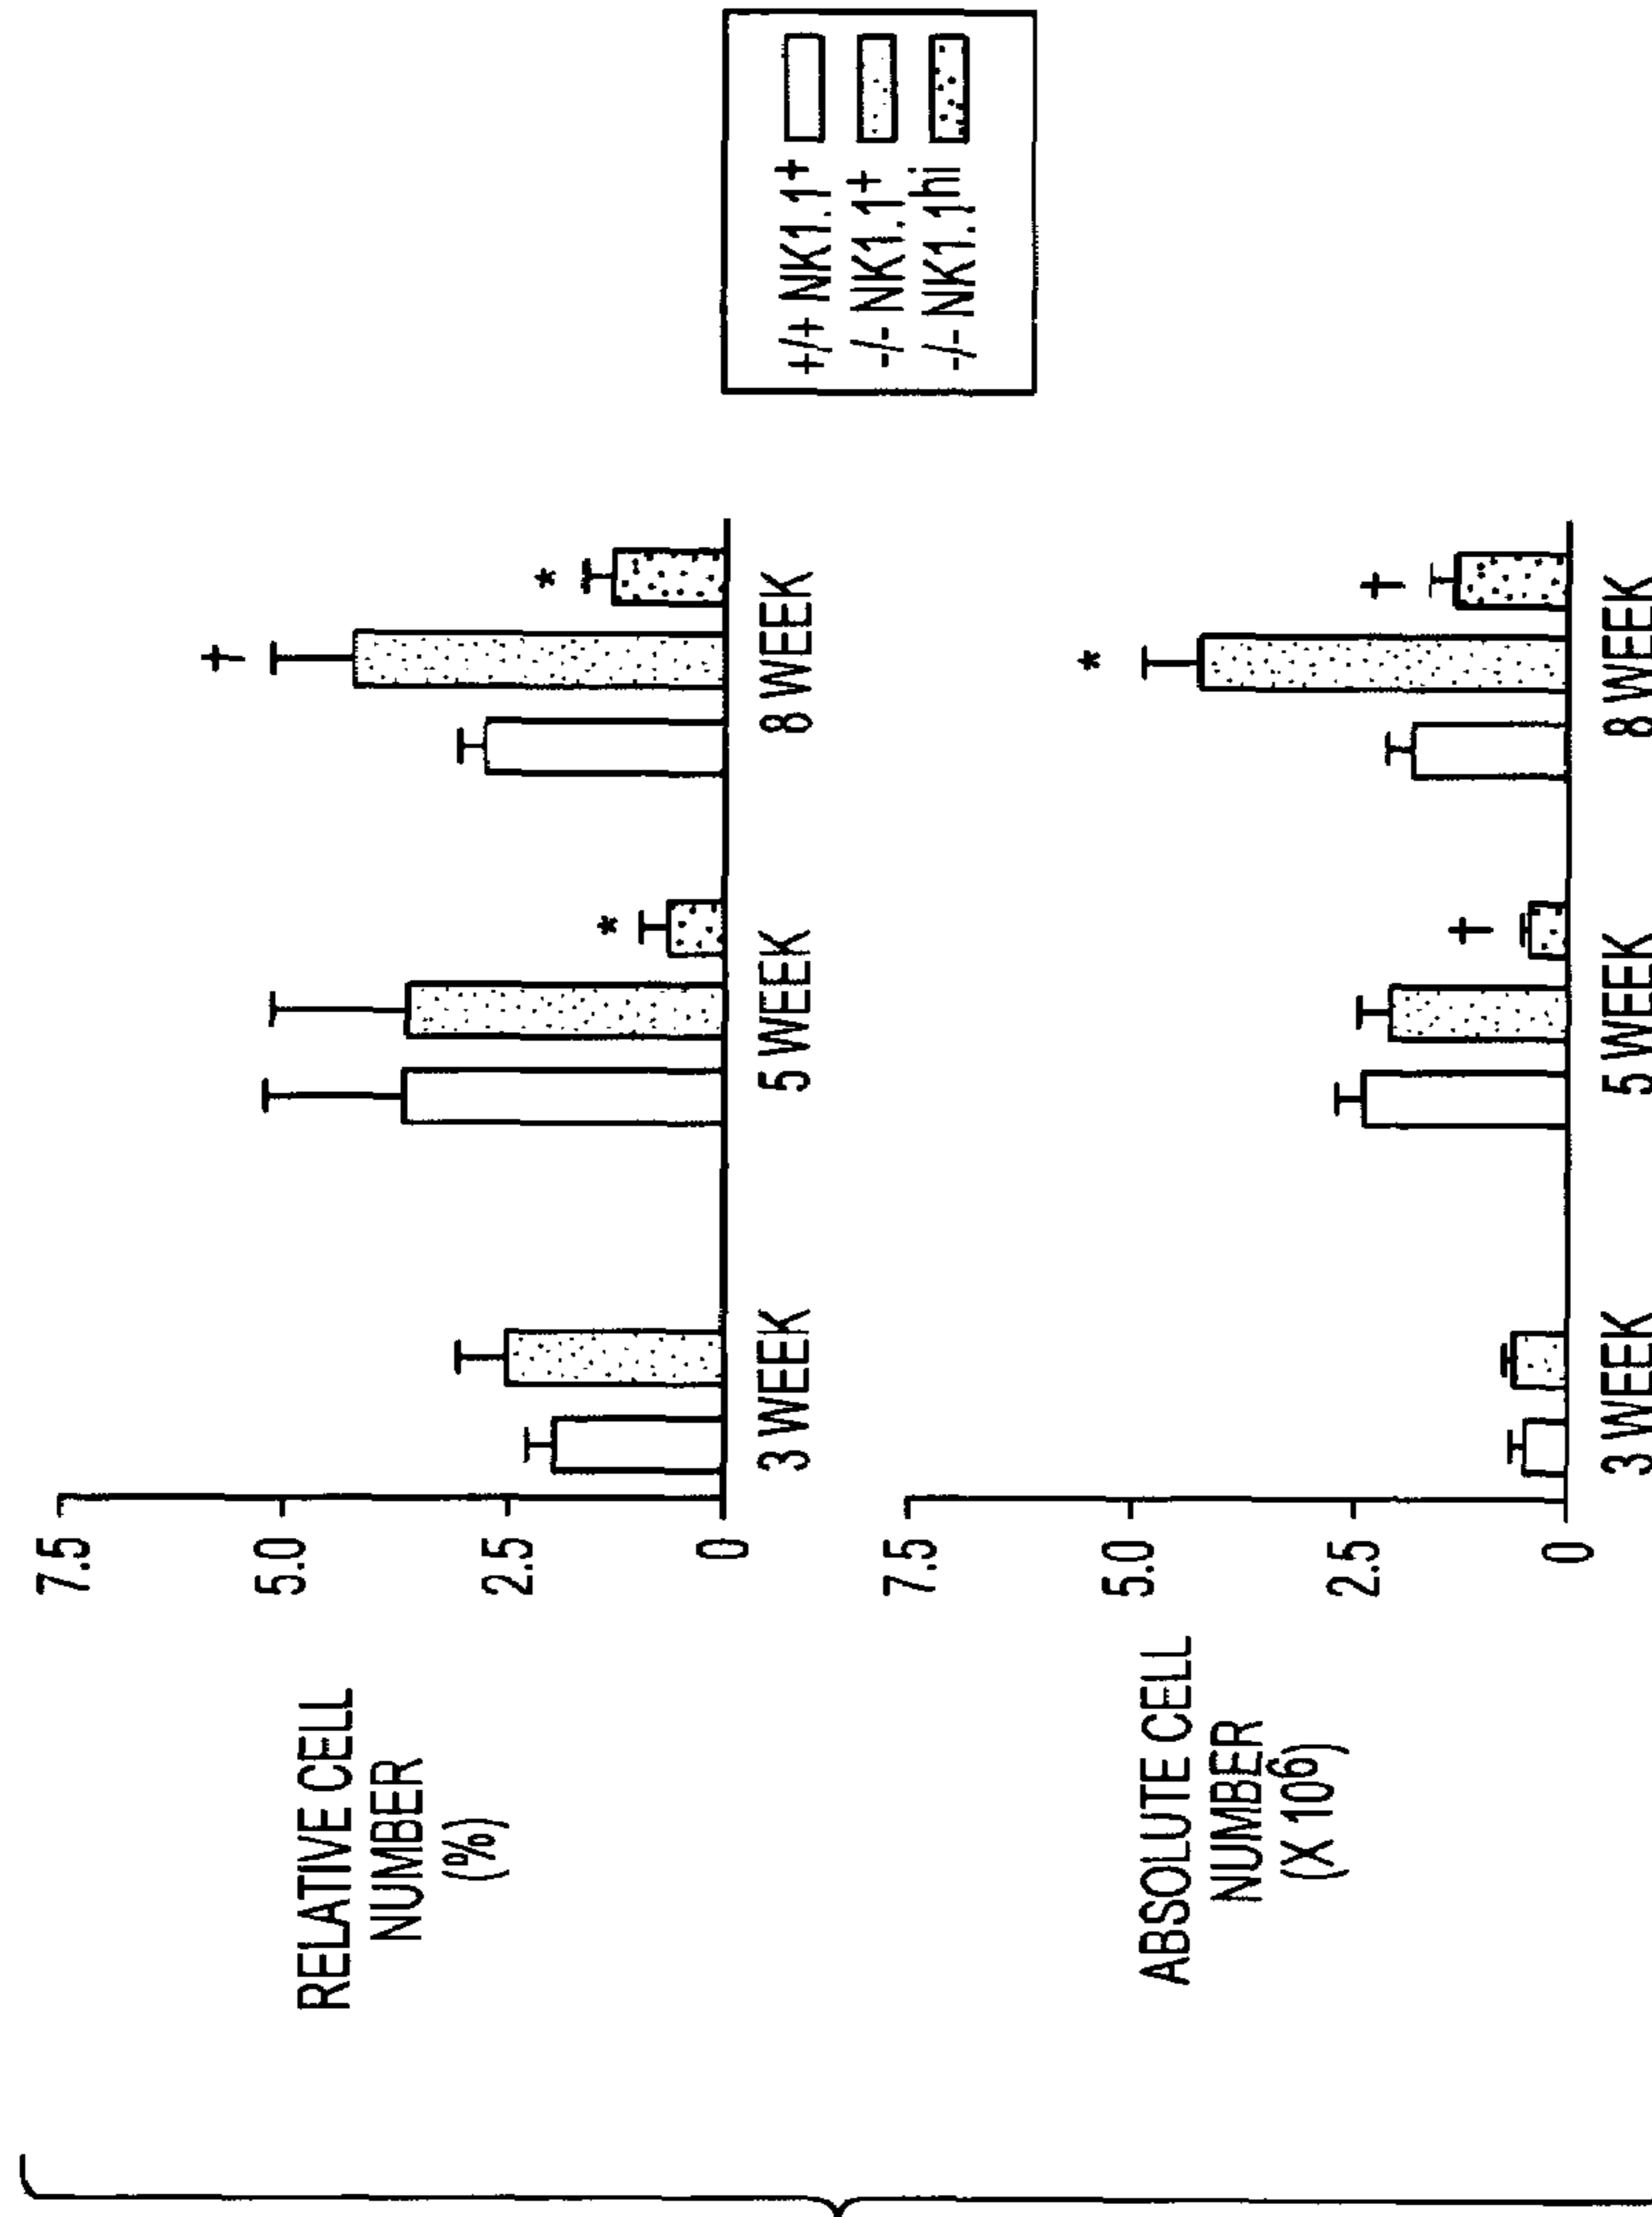 RELATIVE CELL
NUMBER
(%)
7.5
5.0
2.5
0
†
*
*
3 WEEK
5 WEEK
8 WEEK
+/+ NK1.1+
-/- NK1.1+
-/- NK1.1hi
ABSOLUTE CELL
NUMBER
(X 10⁶)
7.5
5.0
2.5
0
*
†
†
3 WEEK
5 WEEK
8 WEEK